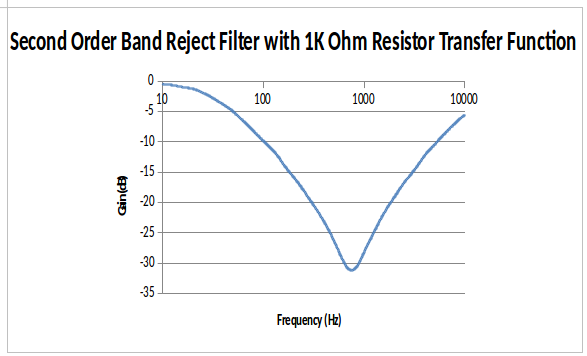 Second Order Band Reject Filter with 1K Ohm Resistor Transfer Function
0
10 100 1000 10000
-5
-10
-15
-20
-25
-30
-35
Gain(dB)
Frequency (Hz)